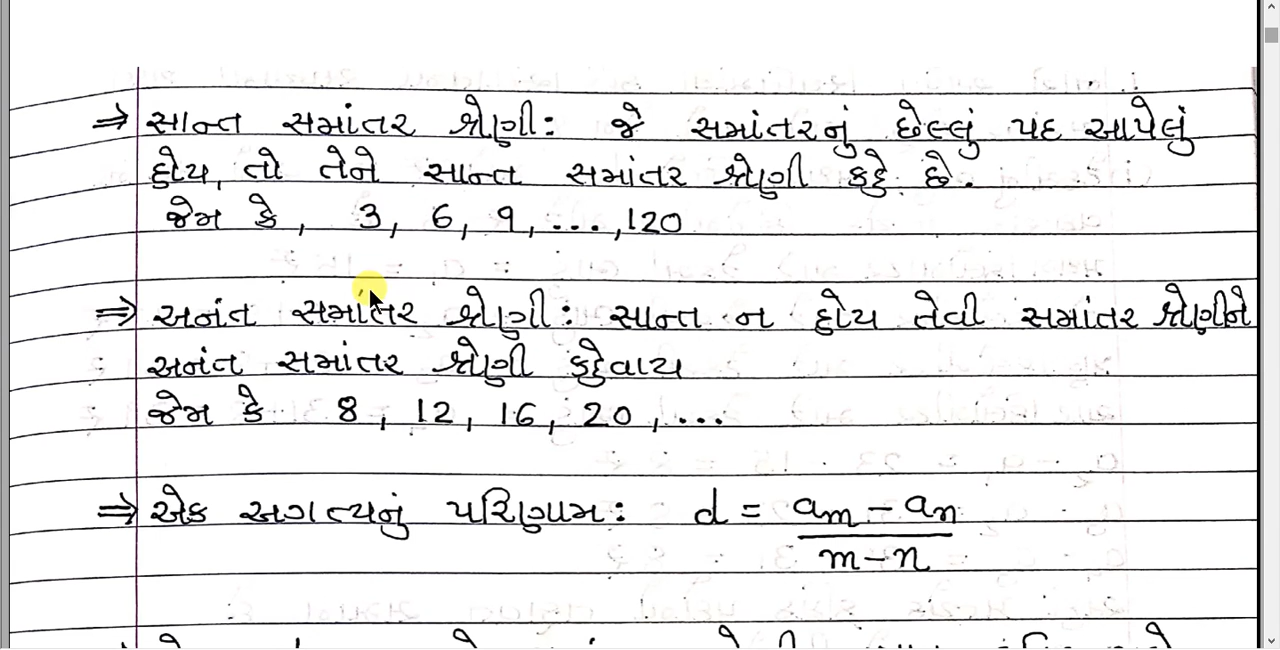 ⇒ સાન્ત સમાંતર શ્રેણી: જે સમાંતરનું છેલ્લું પદ આપેલું
હોય, તો તેને સાન્ત સમાંતર શ્રેણી કહે છે.
જેમ કે, 3, 6, 9, ..., 120
⇒ અનંત સમાંતર શ્રેણી: સાન્ત ન હોય તેવી સમાંતર શ્રેણીને
અનંત સમાંતર શ્રેણી કહેવાય
જેમ કે 8, 12, 16, 20, ...
⇒ એક અગત્યનું પરિણામ: d = am - an
m - n